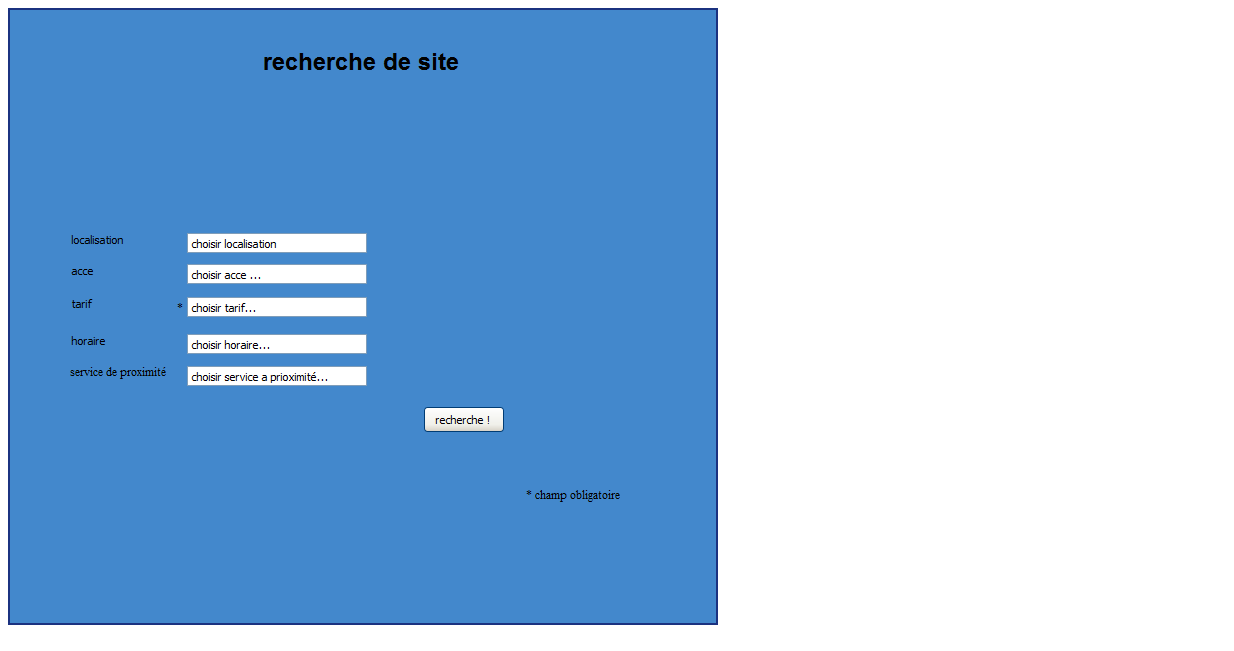 recherche de site
localisation choisir localisation
acce choisir acce ...
tarif * choisir tarif...
horaire choisir horaire...
service de proximité choisir service a prioximité...
recherche !
* champ obligatoire